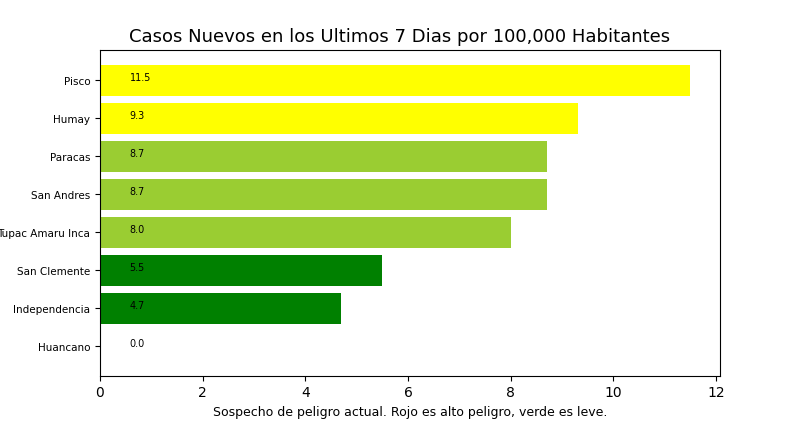 Casos Nuevos en los Ultimos 7 Dias por 100,000 Habitantes
Pisco 11.5
Humay 9.3
Paracas 8.7
San Andres 8.7
Tupac Amaru Inca 8.0
San Clemente 5.5
Independencia 4.7
Huancano 0.0
0 2 4 6 8 10 12
Sospecho de peligro actual. Rojo es alto peligro, verde es leve.